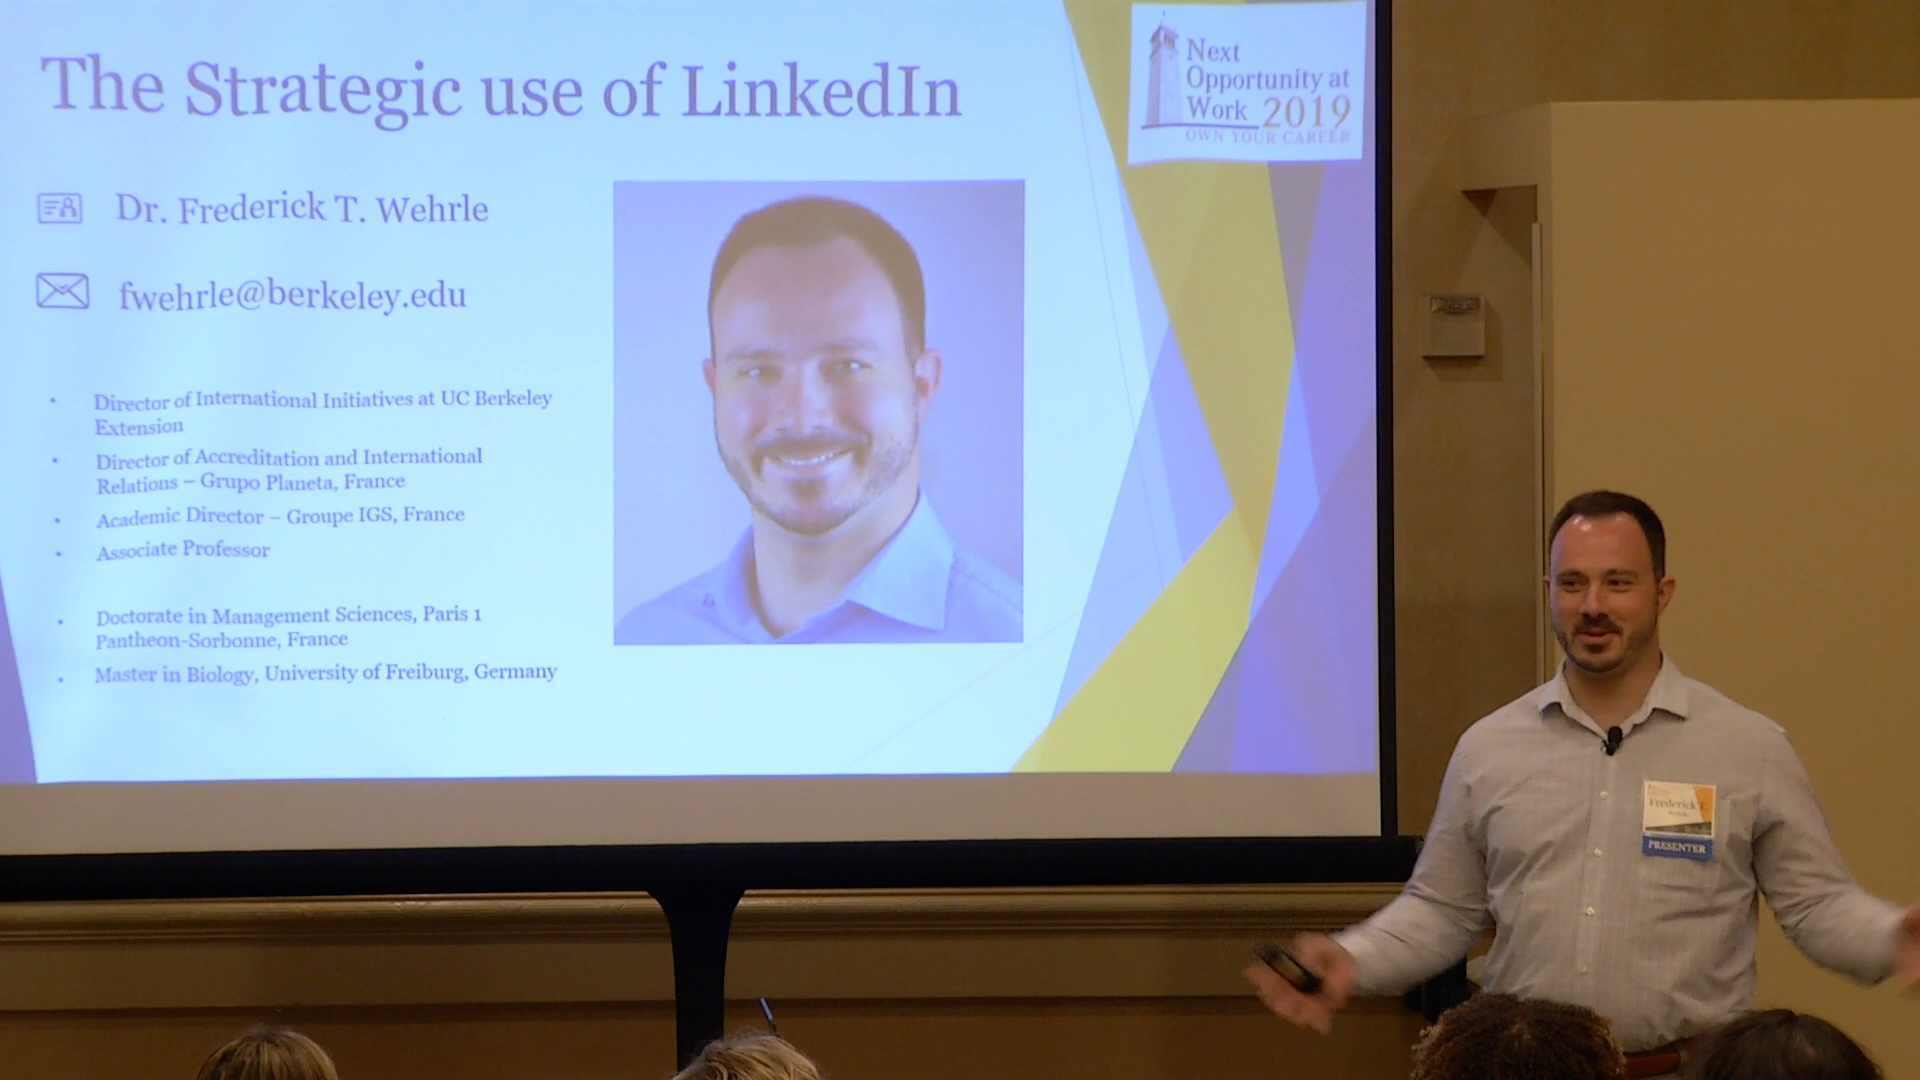 The Strategic use of LinkedIn
Next
Opportunity at
Work 2019
OWN YOUR CAREER
Dr. Frederick T. Wehrle
fwehrle@berkeley.edu
• Director of International Initiatives at UC Berkeley
Extension
• Director of Accreditation and International
Relations – Grupo Planeta, France
• Academic Director – Groupe IGS, France
• Associate Professor
• Doctorate in Management Sciences, Paris 1
Pantheon-Sorbonne, France
• Master in Biology, University of Freiburg, Germany
Frederick T.
PRESENTER